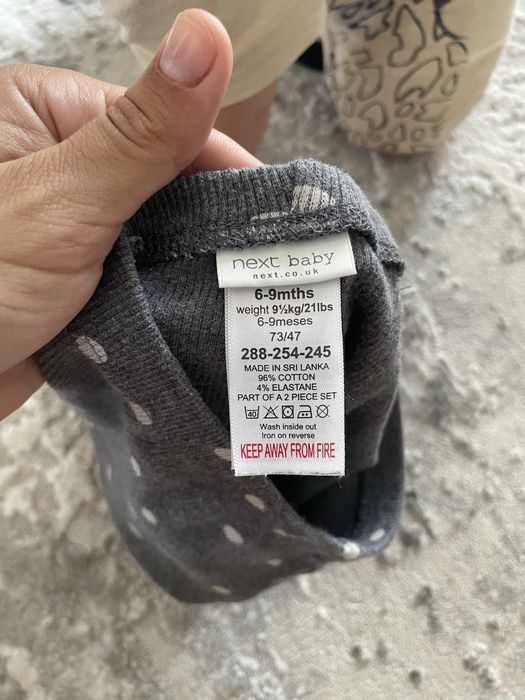 next baby
next.co.uk
6-9mths
weight 9½kg/21lbs
6-9meses
73/47
288-254-245
MADE IN SRI LANKA
96% COTTON
4% ELASTANE
PART OF A 2 PIECE SET
40
Wash inside out
Iron on reverse
KEEP AWAY FROM FIRE